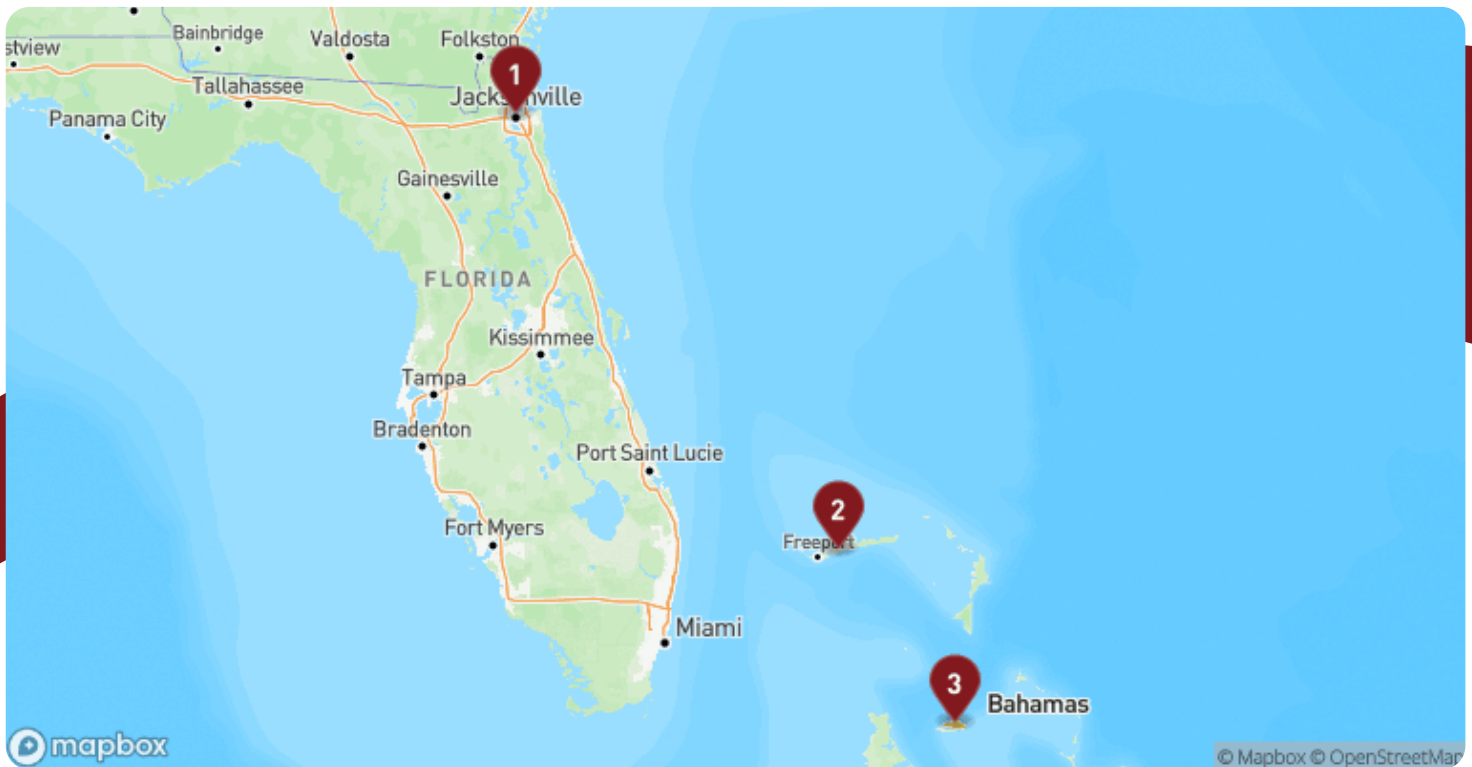 Bainbridge
Valdosta
Folkston
stview
1
Tallahassee
Jacksonville
Panama City
Gainesville
FLORIDA
Kissimmee
Tampa
Bradenton
Port Saint Lucie
2
Fort Myers
Freeport
Miami
3
Bahamas
mapbox
© Mapbox © OpenStreetMap